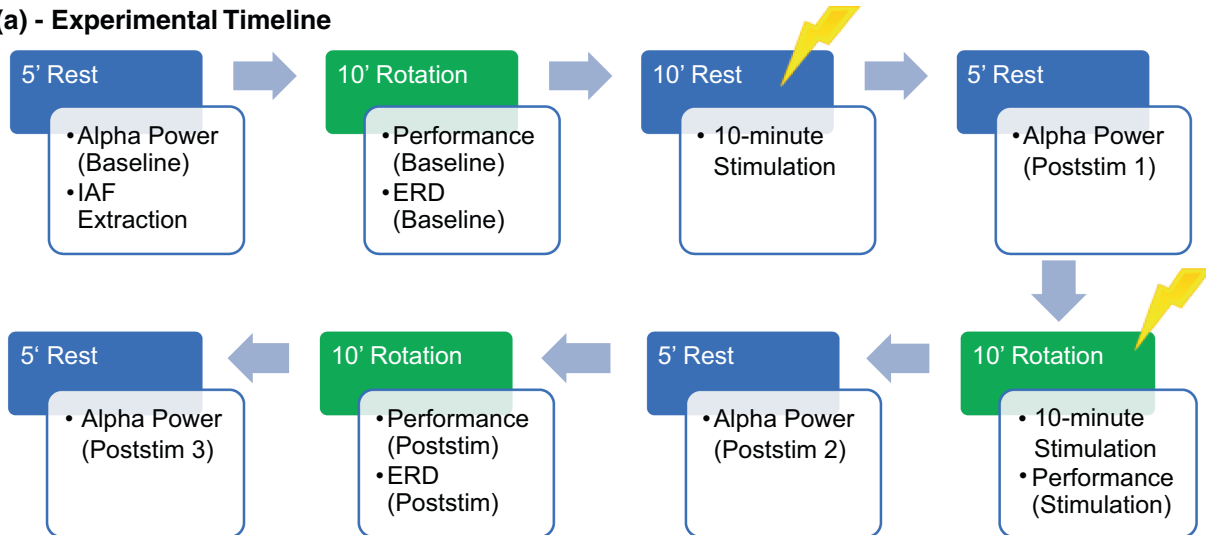 (a) - Experimental Timeline
5’ Rest
•Alpha Power
(Baseline)
•IAF
Extraction
10’ Rotation
•Performance
(Baseline)
•ERD
(Baseline)
10’ Rest
• 10-minute
Stimulation
5’ Rest
•Alpha Power
(Poststim 1)
10’ Rotation
• 10-minute
Stimulation
• Performance
(Stimulation)
5’ Rest
•Alpha Power
(Poststim 2)
10’ Rotation
•Performance
(Poststim)
•ERD
(Poststim)
5‘ Rest
• Alpha Power
(Poststim 3)